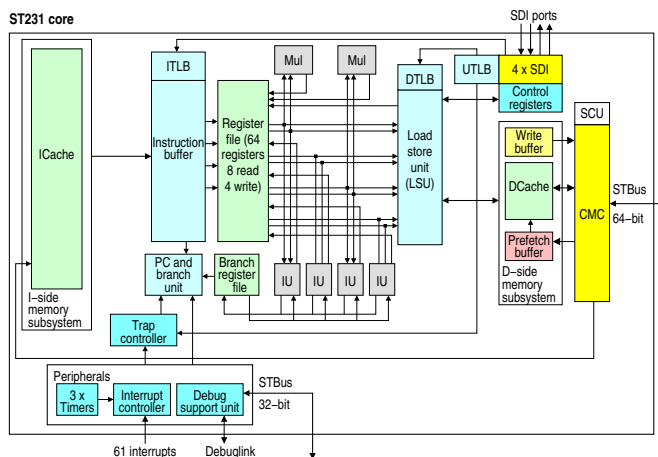 ST231 core
SDI ports
ITLB
Mul
Mul
DTLB
UTLB
4 x SDI
Control
registers
SCU
ICache
Instruction
buffer
Register
file (64
registers
8 read
4 write)
Load
store
unit
(LSU)
Write
buffer
DCache
Prefetch
buffer
D-side
memory
subsystem
CMC
STBus
64-bit
PC and
branch
unit
Branch
register
file
IU
IU
IU
IU
I-side
memory
subsystem
Trap
controller
Peripherals
3 x
Timers
Interrupt
controller
Debug
support unit
STBus
32-bit
61 interrupts
Debuglink